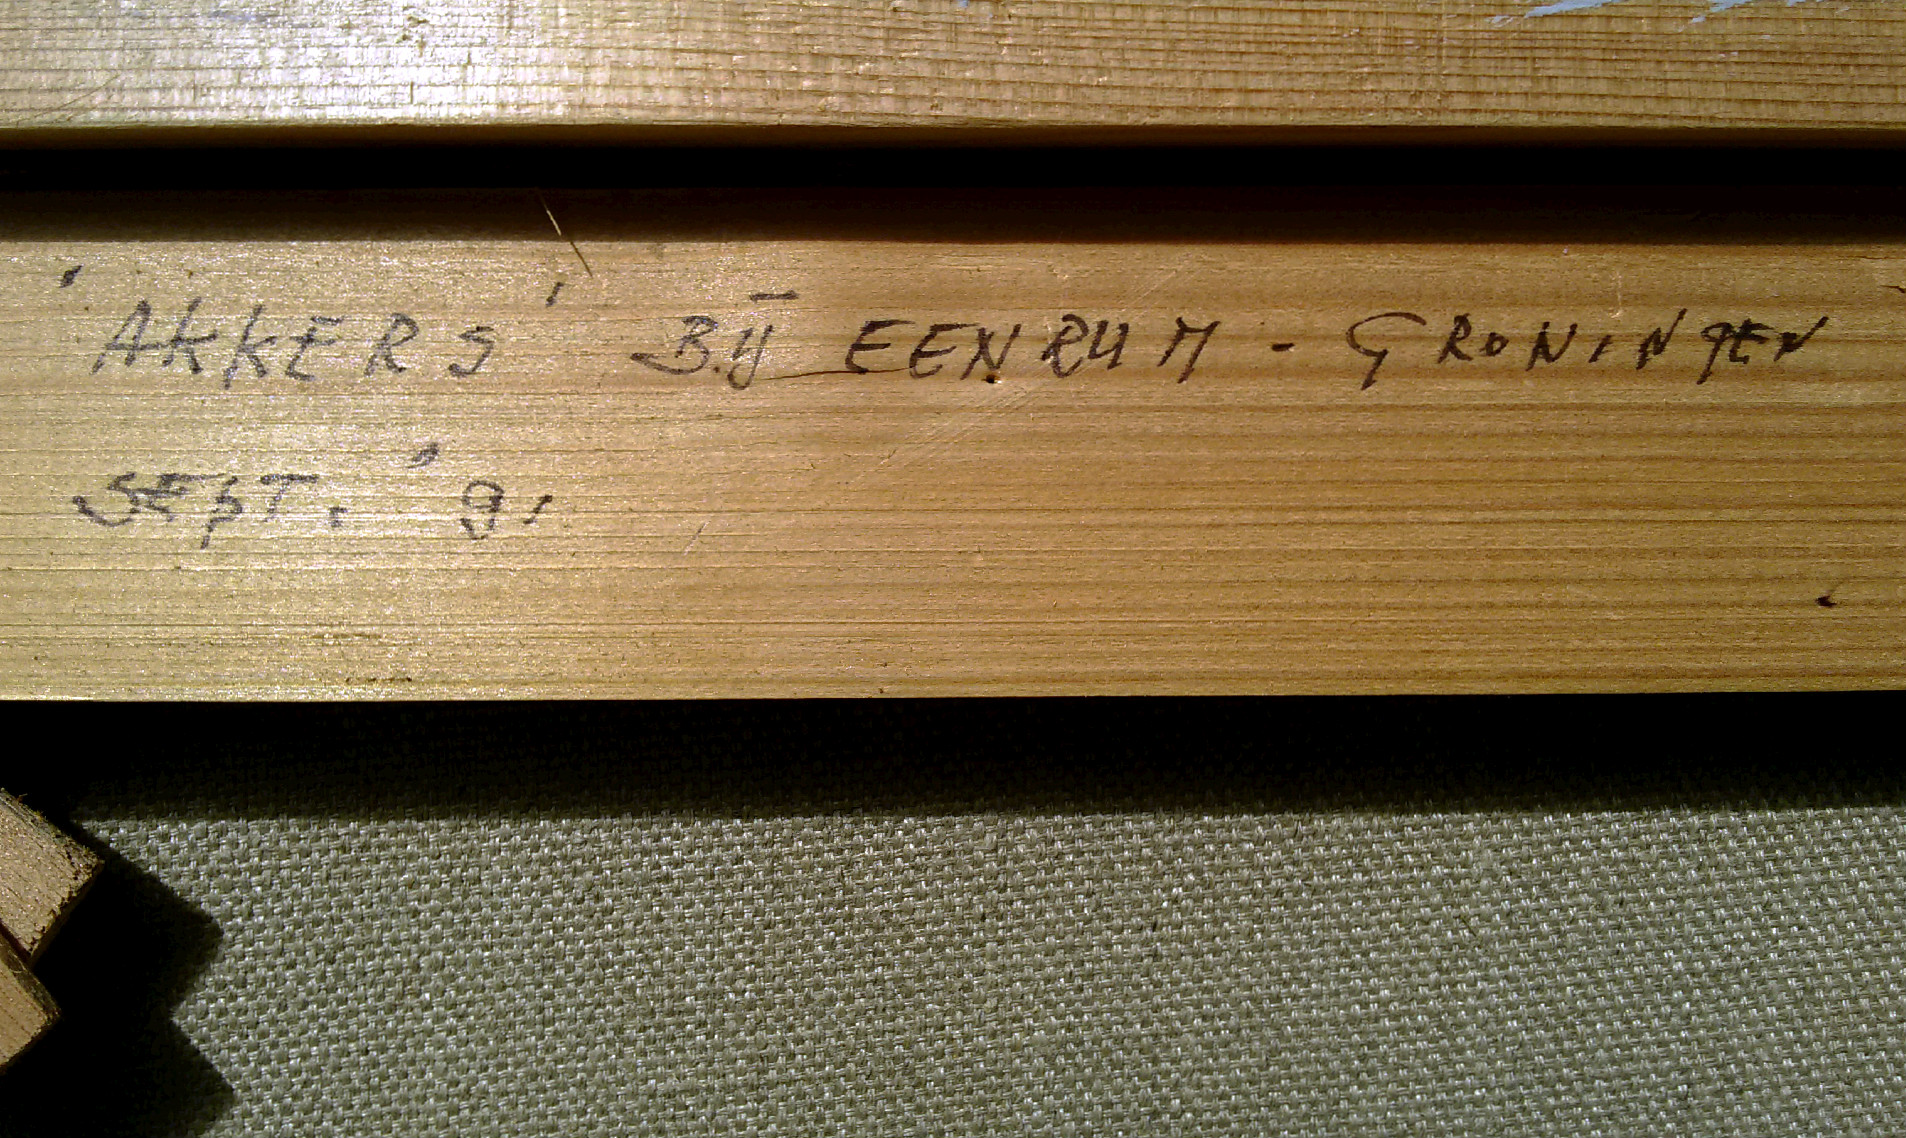 'AKKERS' BIJ EENRUM - GRONINGEN
SEPT. '91